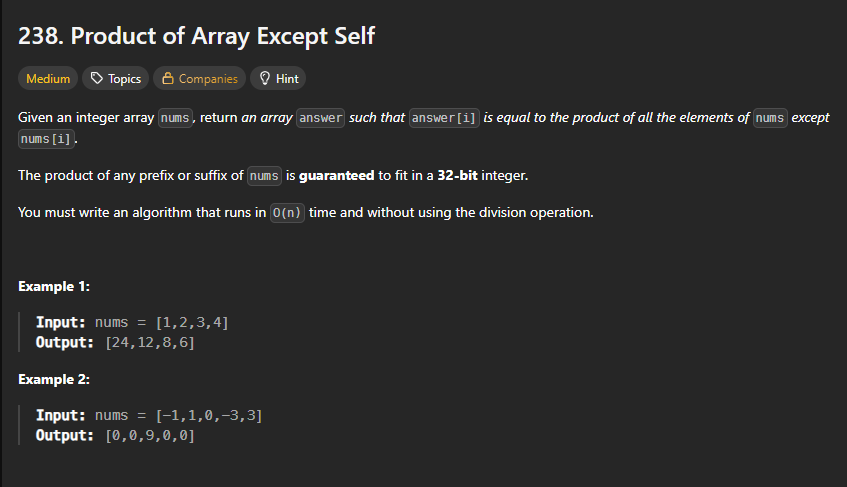 238. Product of Array Except Self
Medium Topics Companies Hint
Given an integer array nums, return an array answer such that answer[i] is equal to the product of all the elements of nums except
nums[i].
The product of any prefix or suffix of nums is guaranteed to fit in a 32-bit integer.
You must write an algorithm that runs in O(n) time and without using the division operation.
Example 1:
Input: nums = [1,2,3,4]
Output: [24,12,8,6]
Example 2:
Input: nums = [-1,1,0,-3,3]
Output: [0,0,9,0,0]